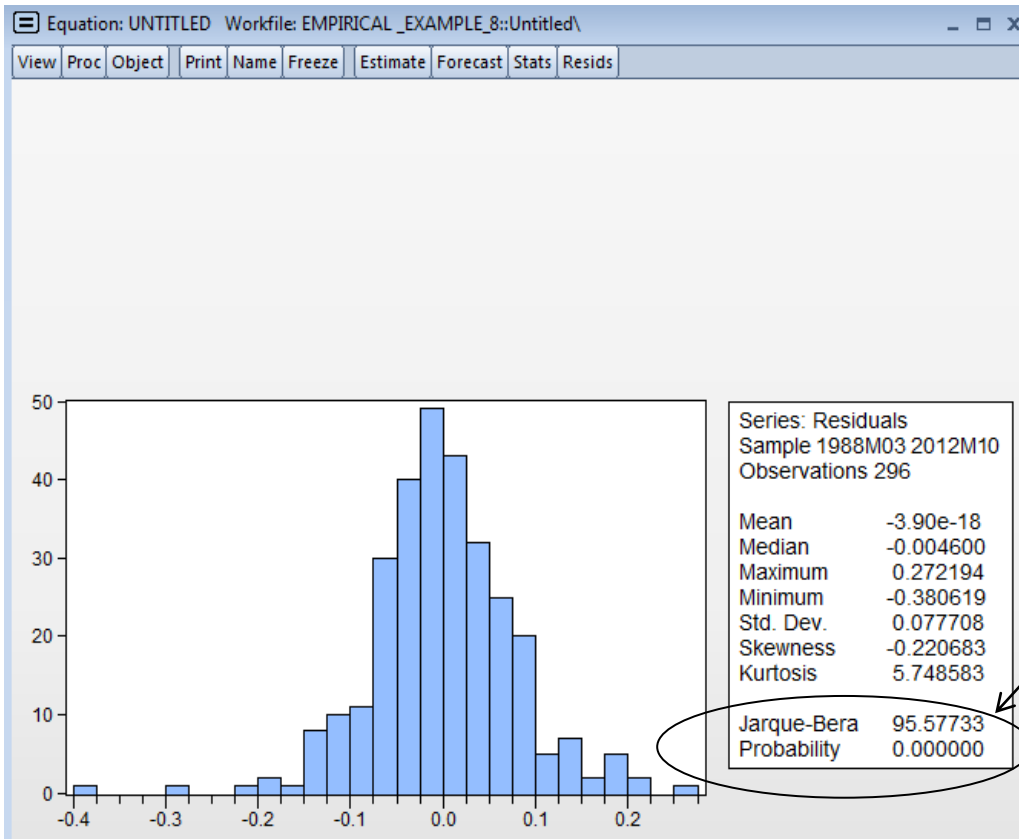 Equation: UNTITLED Workfile: EMPIRICAL _EXAMPLE_8::Untitled\
View Proc Object Print Name Freeze Estimate Forecast Stats Resids
50
40
30
20
10
0
-0.4 -0.3 -0.2 -0.1 0.0 0.1 0.2
Series: Residuals
Sample 1988M03 2012M10
Observations 296
Mean -3.90e-18
Median -0.004600
Maximum 0.272194
Minimum -0.380619
Std. Dev. 0.077708
Skewness -0.220683
Kurtosis 5.748583
Jarque-Bera 95.57733
Probability 0.000000